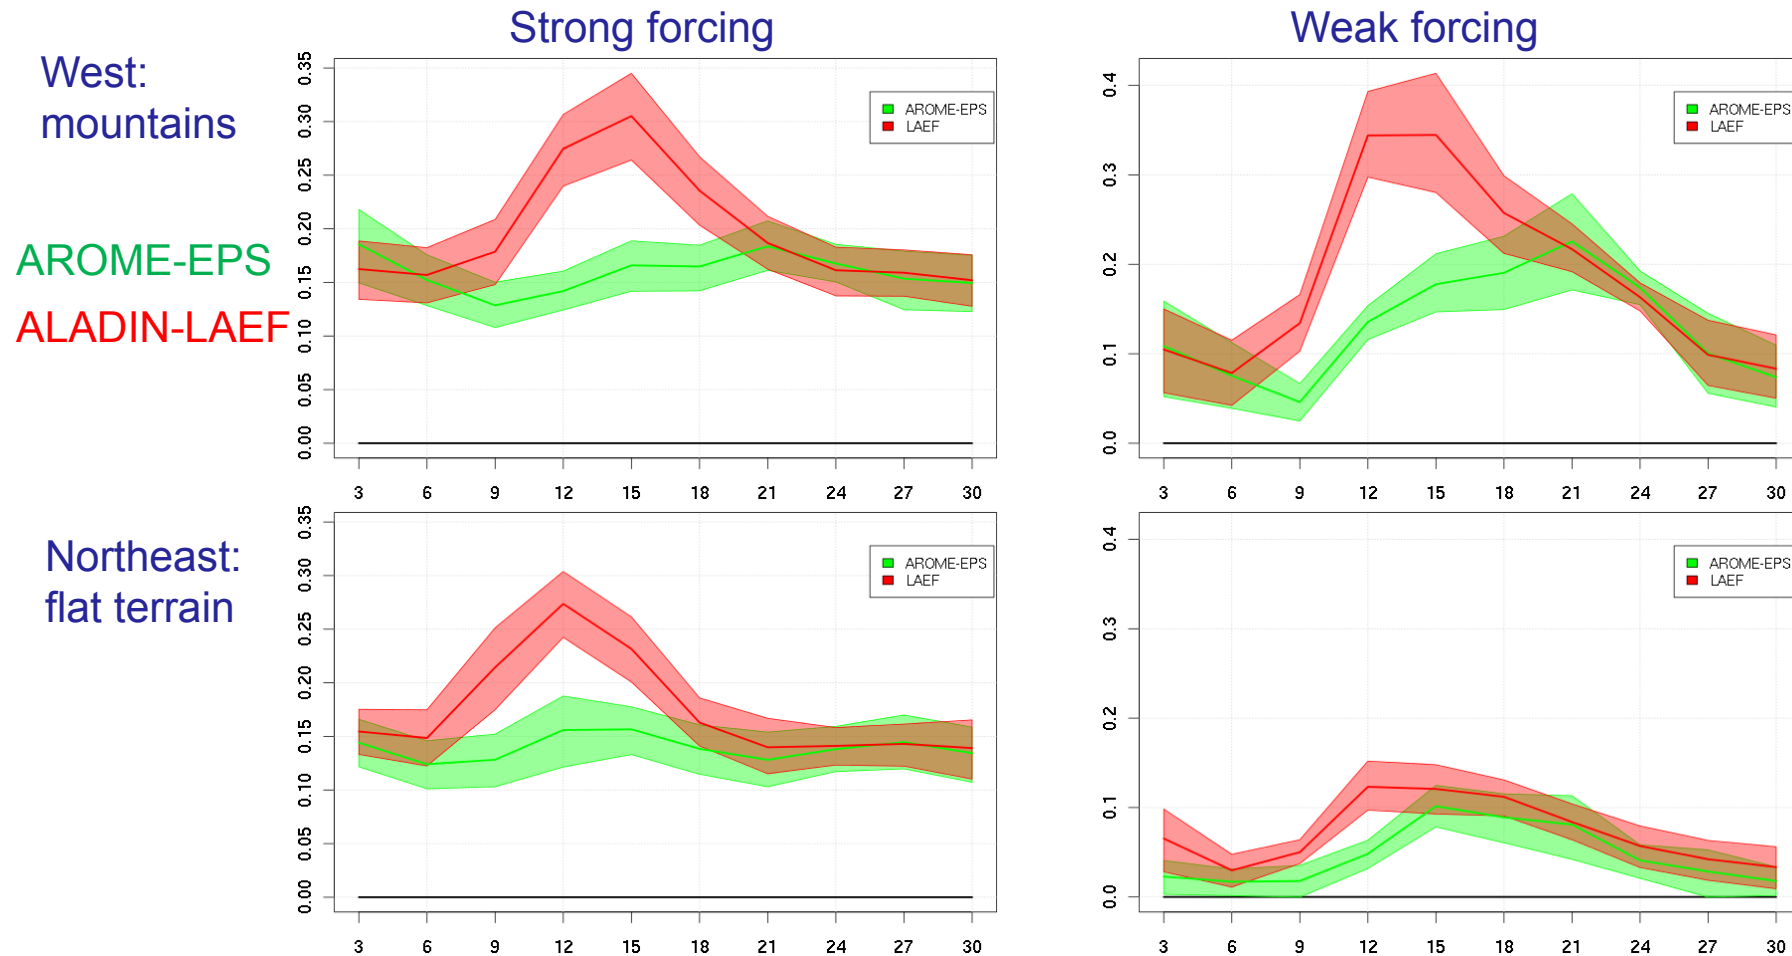 Strong forcing
Weak forcing
West:
mountains
AROME-EPS
ALADIN-LAEF
0.35
0.30
0.25
0.20
0.15
0.10
0.05
0.00
AROME-EPS
LAEF
3 6 9 12 15 18 21 24 27 30
0.4
0.3
0.2
0.1
0.0
AROME-EPS
LAEF
3 6 9 12 15 18 21 24 27 30
Northeast:
flat terrain
0.35
0.30
0.25
0.20
0.15
0.10
0.05
0.00
AROME-EPS
LAEF
3 6 9 12 15 18 21 24 27 30
0.4
0.3
0.2
0.1
0.0
AROME-EPS
LAEF
3 6 9 12 15 18 21 24 27 30